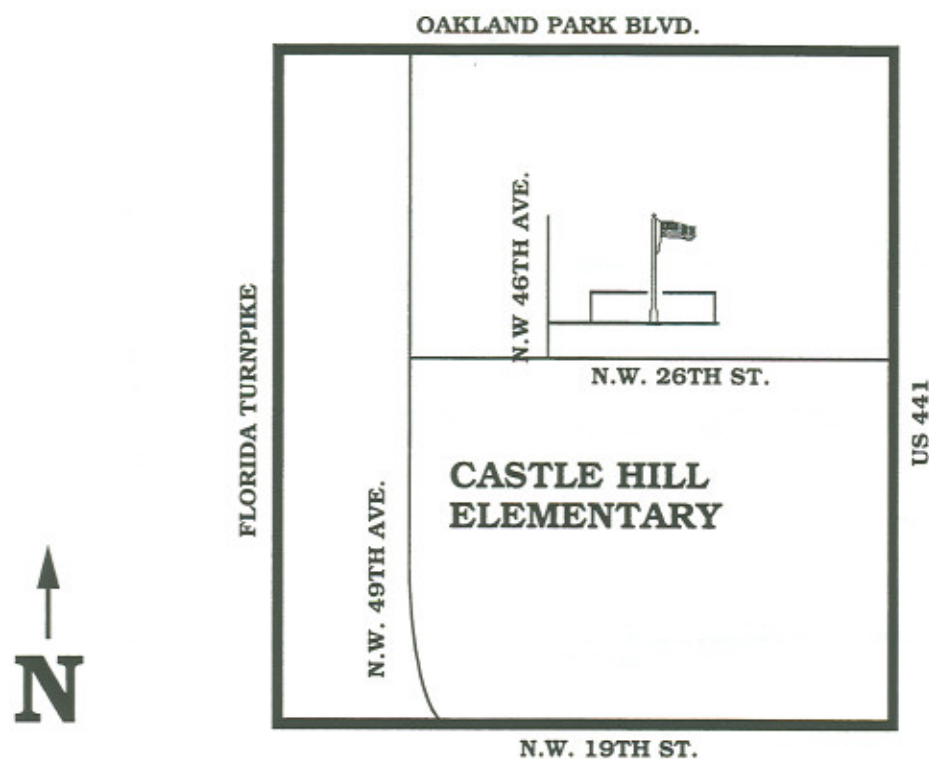 OAKLAND PARK BLVD.
N.W 46TH AVE.
FLORIDA TURNPIKE
N.W. 26TH ST.
US 441
CASTLE HILL
ELEMENTARY
N.W. 49TH AVE.
N
N.W. 19TH ST.